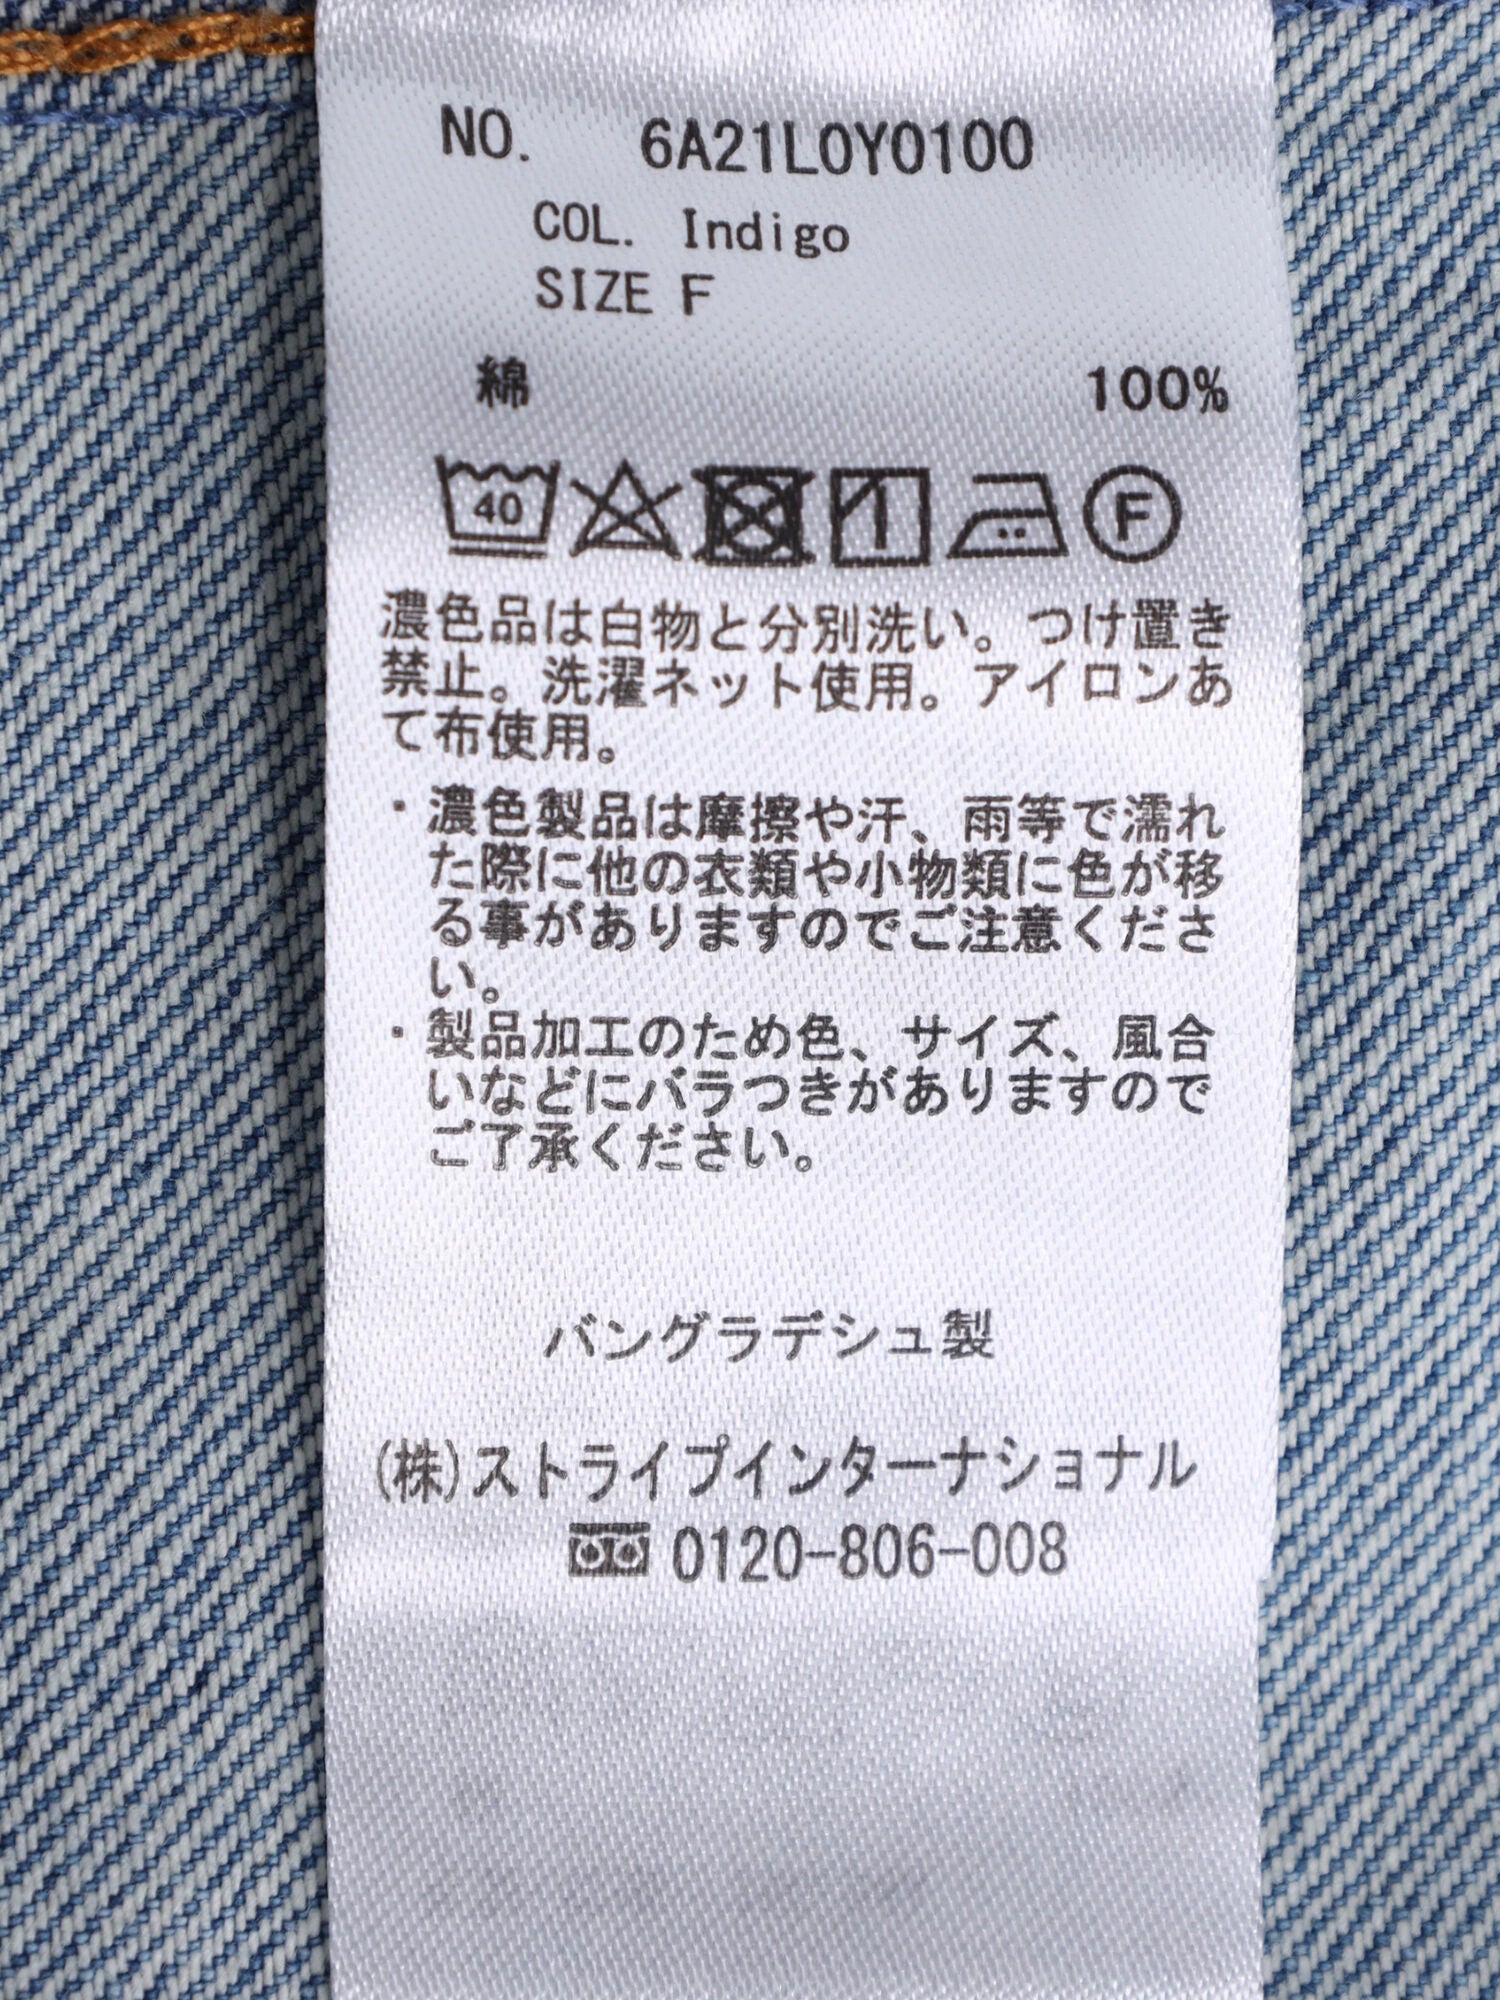 NO. 6A21L0Y0100
COL. Indigo
SIZE F
綿 100%
40 F
濃色品は白物と分別洗い。つけ置き
禁止。洗濯ネット使用。アイロンあ
て布使用。
・濃色製品は摩擦や汗、雨等で濡れ
た際に他の衣類や小物類に色が移
る事がありますのでご注意くださ
い。
・製品加工のため色、サイズ、風合
いなどにバラつきがありますので
ご了承ください。
バングラデシュ製
(株)ストライプインターナショナル
0120-806-008